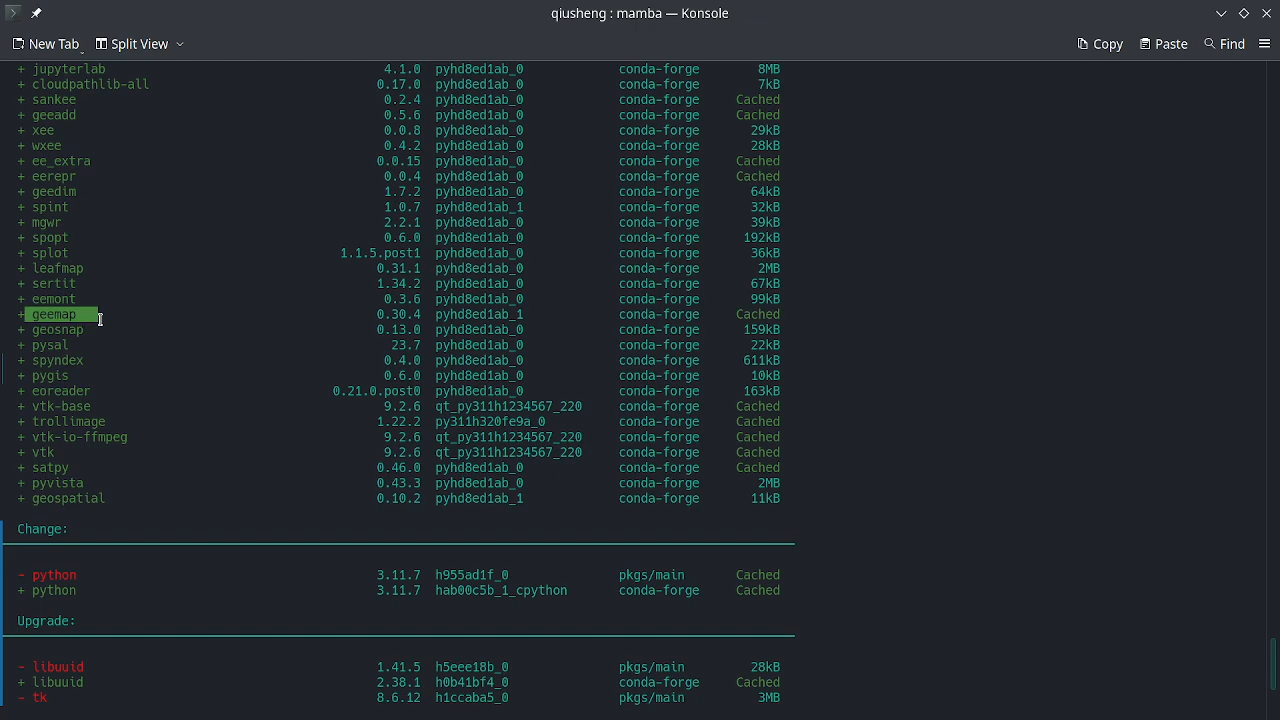 qiusheng : mamba — Konsole
New Tab Split View Copy Paste Find
+ jupyterlab 4.1.0 pyhd8ed1ab_0 conda-forge 8MB
+ cloudpathlib-all 0.17.0 pyhd8ed1ab_0 conda-forge 7kB
+ sankee 0.2.4 pyhd8ed1ab_0 conda-forge Cached
+ geeadd 0.5.6 pyhd8ed1ab_0 conda-forge Cached
+ xee 0.0.8 pyhd8ed1ab_0 conda-forge 29kB
+ wxee 0.4.2 pyhd8ed1ab_0 conda-forge 28kB
+ ee_extra 0.0.15 pyhd8ed1ab_0 conda-forge Cached
+ eerepr 0.0.4 pyhd8ed1ab_0 conda-forge Cached
+ geedim 1.7.2 pyhd8ed1ab_0 conda-forge 64kB
+ spint 1.0.7 pyhd8ed1ab_1 conda-forge 32kB
+ mgwr 2.2.1 pyhd8ed1ab_0 conda-forge 39kB
+ spopt 0.6.0 pyhd8ed1ab_0 conda-forge 192kB
+ splot 1.1.5.post1 pyhd8ed1ab_0 conda-forge 36kB
+ leafmap 0.31.1 pyhd8ed1ab_0 conda-forge 2MB
+ sertit 1.34.2 pyhd8ed1ab_0 conda-forge 67kB
+ eemont 0.3.6 pyhd8ed1ab_0 conda-forge 99kB
+ geemap 0.30.4 pyhd8ed1ab_1 conda-forge Cached
+ geosnap 0.13.0 pyhd8ed1ab_0 conda-forge 159kB
+ pysal 23.7 pyhd8ed1ab_0 conda-forge 22kB
+ spyndex 0.4.0 pyhd8ed1ab_0 conda-forge 611kB
+ pygis 0.6.0 pyhd8ed1ab_0 conda-forge 10kB
+ eoreader 0.21.0.post0 pyhd8ed1ab_0 conda-forge 163kB
+ vtk-base 9.2.6 qt_py311h1234567_220 conda-forge Cached
+ trollimage 1.22.2 py311h320fe9a_0 conda-forge Cached
+ vtk-io-ffmpeg 9.2.6 qt_py311h1234567_220 conda-forge Cached
+ vtk 9.2.6 qt_py311h1234567_220 conda-forge Cached
+ satpy 0.46.0 pyhd8ed1ab_0 conda-forge Cached
+ pyvista 0.43.3 pyhd8ed1ab_0 conda-forge 2MB
+ geospatial 0.10.2 pyhd8ed1ab_1 conda-forge 11kB
Change:
- python 3.11.7 h955ad1f_0 pkgs/main Cached
+ python 3.11.7 hab00c5b_1_cpython conda-forge Cached
Upgrade:
- libuuid 1.41.5 h5eee18b_0 pkgs/main 28kB
+ libuuid 2.38.1 h0b41bf4_0 conda-forge Cached
- tk 8.6.12 h1ccaba5_0 pkgs/main 3MB